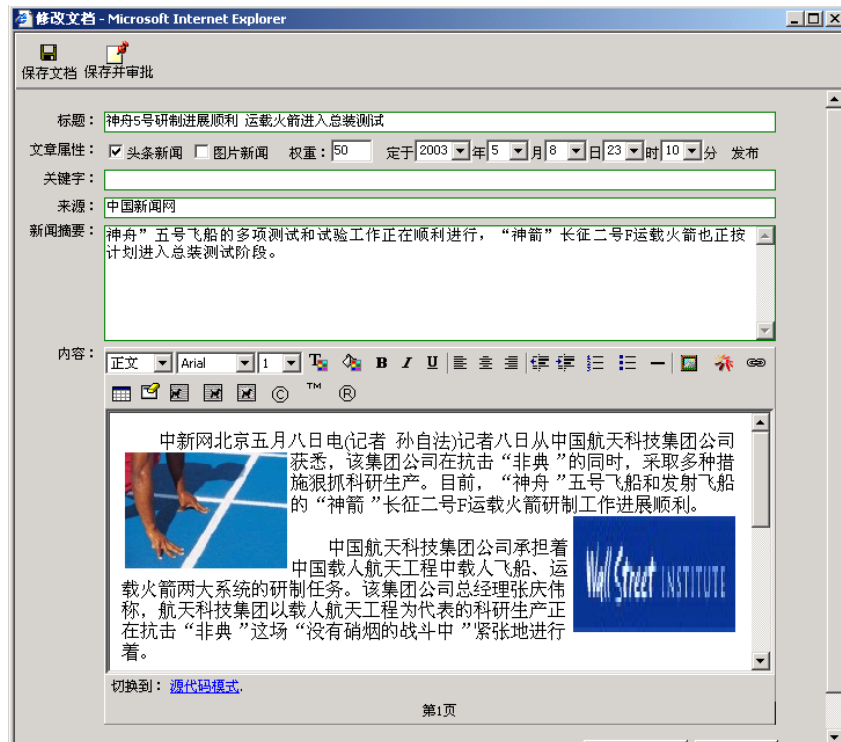 修改文档 - Microsoft Internet Explorer
保存文档 保存并审批
标题： 神舟5号研制进展顺利 运载火箭进入总装测试
文章属性： 头条新闻 图片新闻 权重：50 定于2003年5月8日23时10分 发布
关键字：
来源： 中国新闻网
新闻摘要： 神舟”五号飞船的多项测试和试验工作正在顺利进行，“神箭”长征二号F运载火箭也正按
计划进入总装测试阶段。
内容： 正文 Arial 1 B I U
© ™ ®
中新网北京五月八日电(记者 孙自法)记者八日从中国航天科技集团公司
获悉，该集团公司在抗击“非典”的同时，采取多种措
施狠抓科研生产。目前，“神舟”五号飞船和发射飞船
的“神箭”长征二号F运载火箭研制工作进展顺利。
中国航天科技集团公司承担着
中国载人航天工程中载人飞船、运
载火箭两大系统的研制任务。该集团公司总经理张庆伟
称，航天科技集团以载人航天工程为代表的科研生产正
在抗击“非典”这场“没有硝烟的战斗中”紧张地进行
着。
Wall Street INSTITUTE
切换到： 源代码模式.
第1页